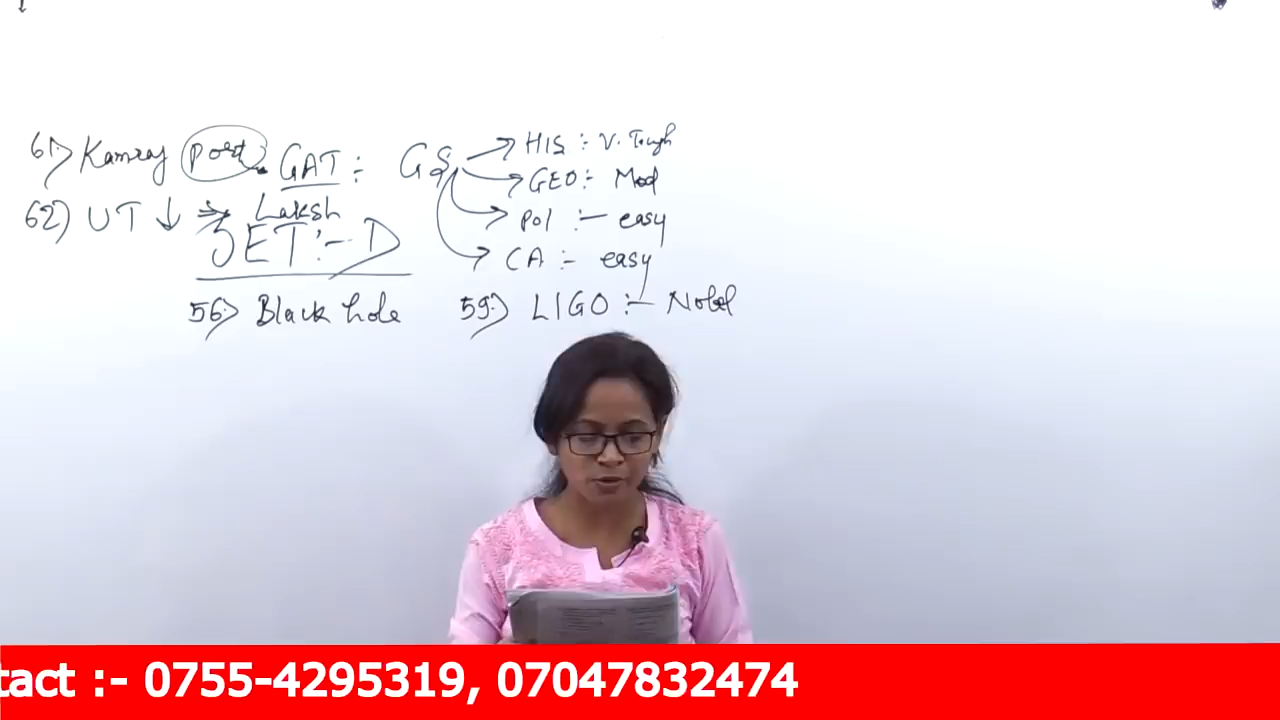 61) Kamraj Port. GAT: GS → HIS : V. Tough
→ GEO :- Mod
62) UT ↓ → Laksh → Pol :- easy
SET :- D → CA :- easy
56) Black hole 59) LIGO :- Nobel
tact :- 0755-4295319, 07047832474